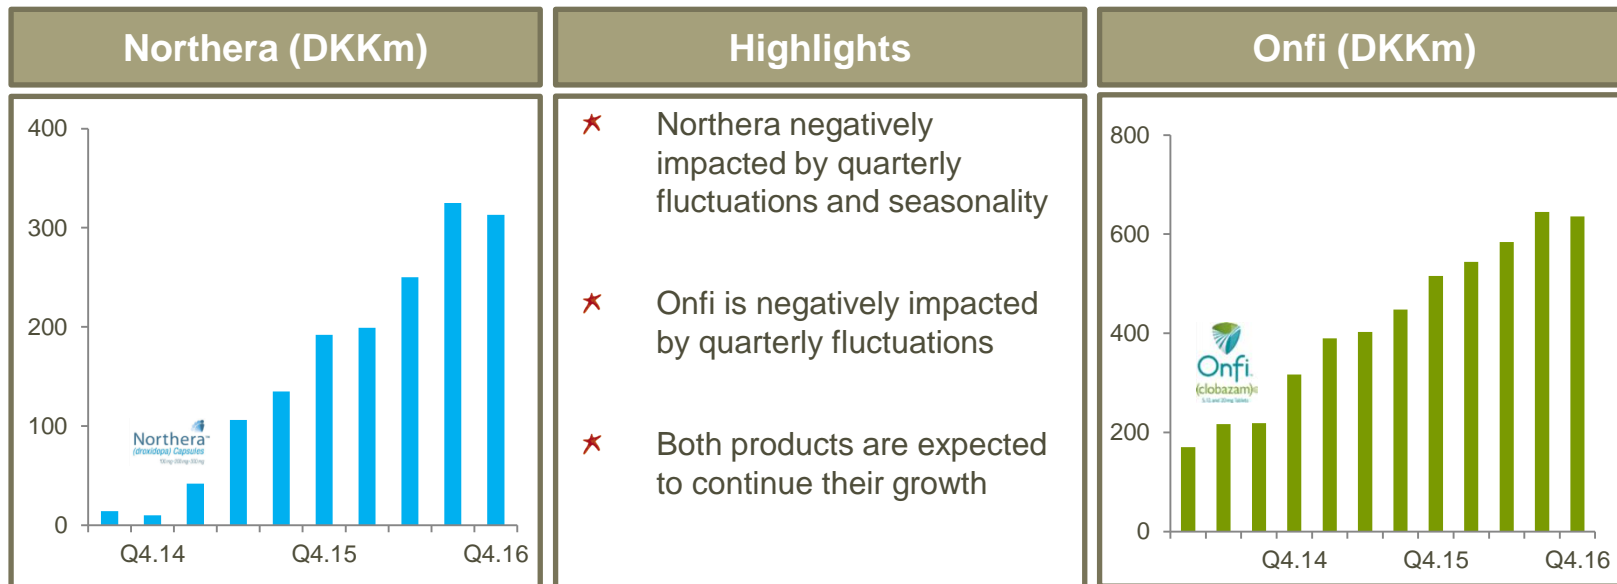 Northera (DKKm)
400
300
200
100
0
Northera
(droxidopa) Capsules
Q4.14
Q4.15
Q4.16
Highlights
Northera negatively
impacted by quarterly
fluctuations and seasonality
Onfi is negatively impacted
by quarterly fluctuations
Both products are expected
to continue their growth
Onfi (DKKm)
800
600
400
200
0
Onfi
(clobazam)
Q4.14
Q4.15
Q4.16